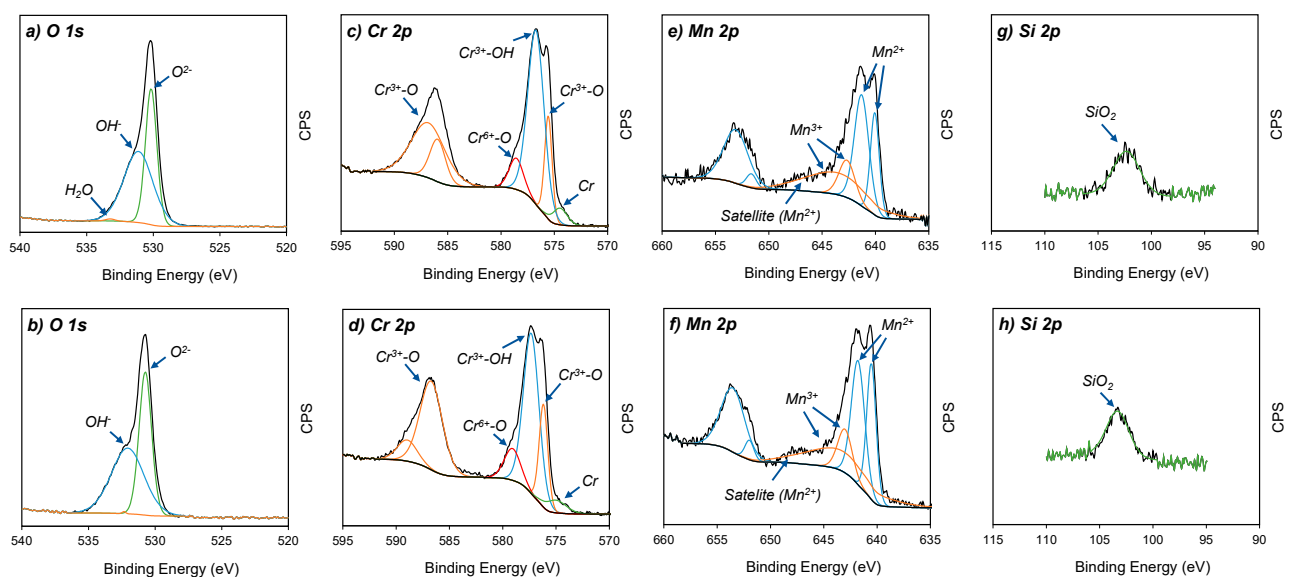 a) O 1s
O2-
OH-
H2O
540 535 530 525 520
Binding Energy (eV)
CPS
c) Cr 2p
Cr3+-OH
Cr3+-O
Cr3+-O
Cr6+-O
Cr
595 590 585 580 575 570
Binding Energy (eV)
CPS
e) Mn 2p
Mn2+
Mn3+
Satellite (Mn2+)
660 655 650 645 640 635
Binding Energy (eV)
CPS
g) Si 2p
SiO2
115 110 105 100 95 90
Binding Energy (eV)
b) O 1s
O2-
OH-
540 535 530 525 520
Binding Energy (eV)
CPS
d) Cr 2p
Cr3+-O
Cr3+-OH
Cr3+-O
Cr6+-O
Cr
595 590 585 580 575 570
Binding Energy (eV)
CPS
f) Mn 2p
Mn2+
Mn3+
Satelite (Mn2+)
660 655 650 645 640 635
Binding Energy (eV)
CPS
h) Si 2p
SiO2
115 110 105 100 95 90
Binding Energy (eV)